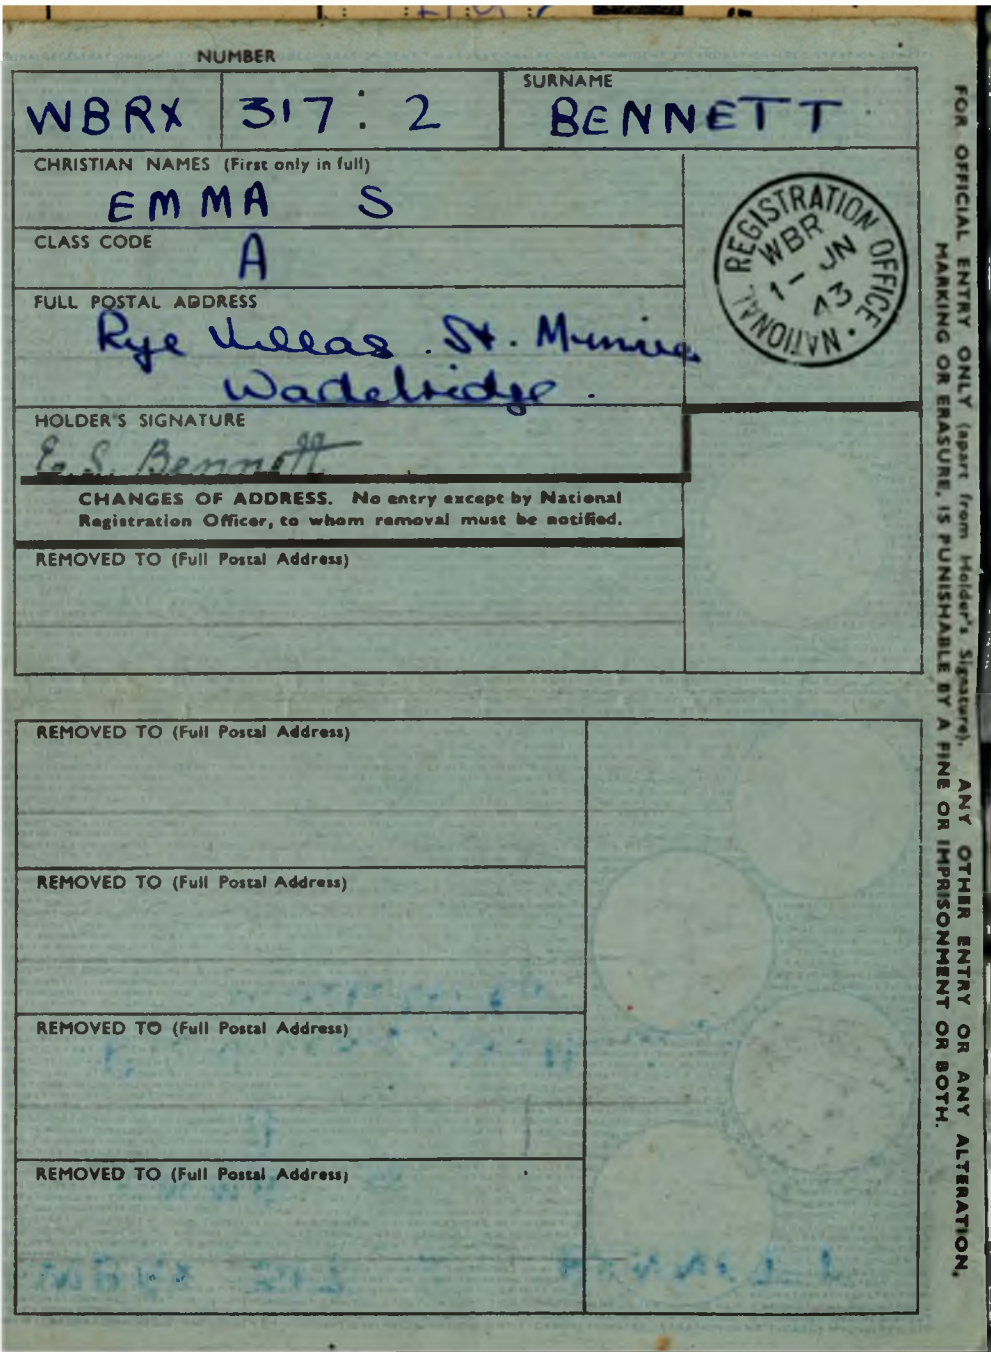 NUMBER
WBRX 317 : 2
SURNAME
BENNETT
CHRISTIAN NAMES (First only in full)
EMMA S
CLASS CODE
A
FULL POSTAL ADDRESS
Rye Villas. St. Minver
Wadebridge.
NATIONAL REGISTRATION OFFICE
WBR
1 - JN
43
HOLDER'S SIGNATURE
E. S. Bennett
CHANGES OF ADDRESS. No entry except by National
Registration Officer, to whom removal must be notified.
REMOVED TO (Full Postal Address)
REMOVED TO (Full Postal Address)
REMOVED TO (Full Postal Address)
REMOVED TO (Full Postal Address)
REMOVED TO (Full Postal Address)
FOR OFFICIAL ENTRY ONLY (apart from Holder's Signature). ANY OTHER ENTRY OR ANY ALTERATION,
MARKING OR ERASURE, IS PUNISHABLE BY A FINE OR IMPRISONMENT OR BOTH.